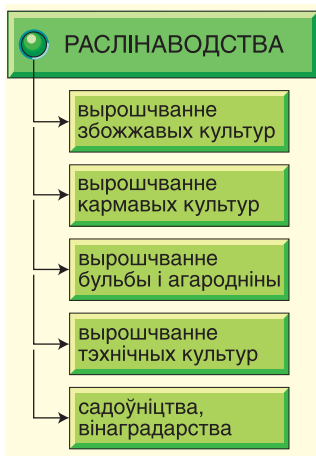 РАСЛІНАВОДСТВА
вырошчванне
збожжавых культур
вырошчванне
кармавых культур
вырошчванне
бульбы і агародніны
вырошчванне
тэхнічных культур
садоўніцтва,
вінаградарства